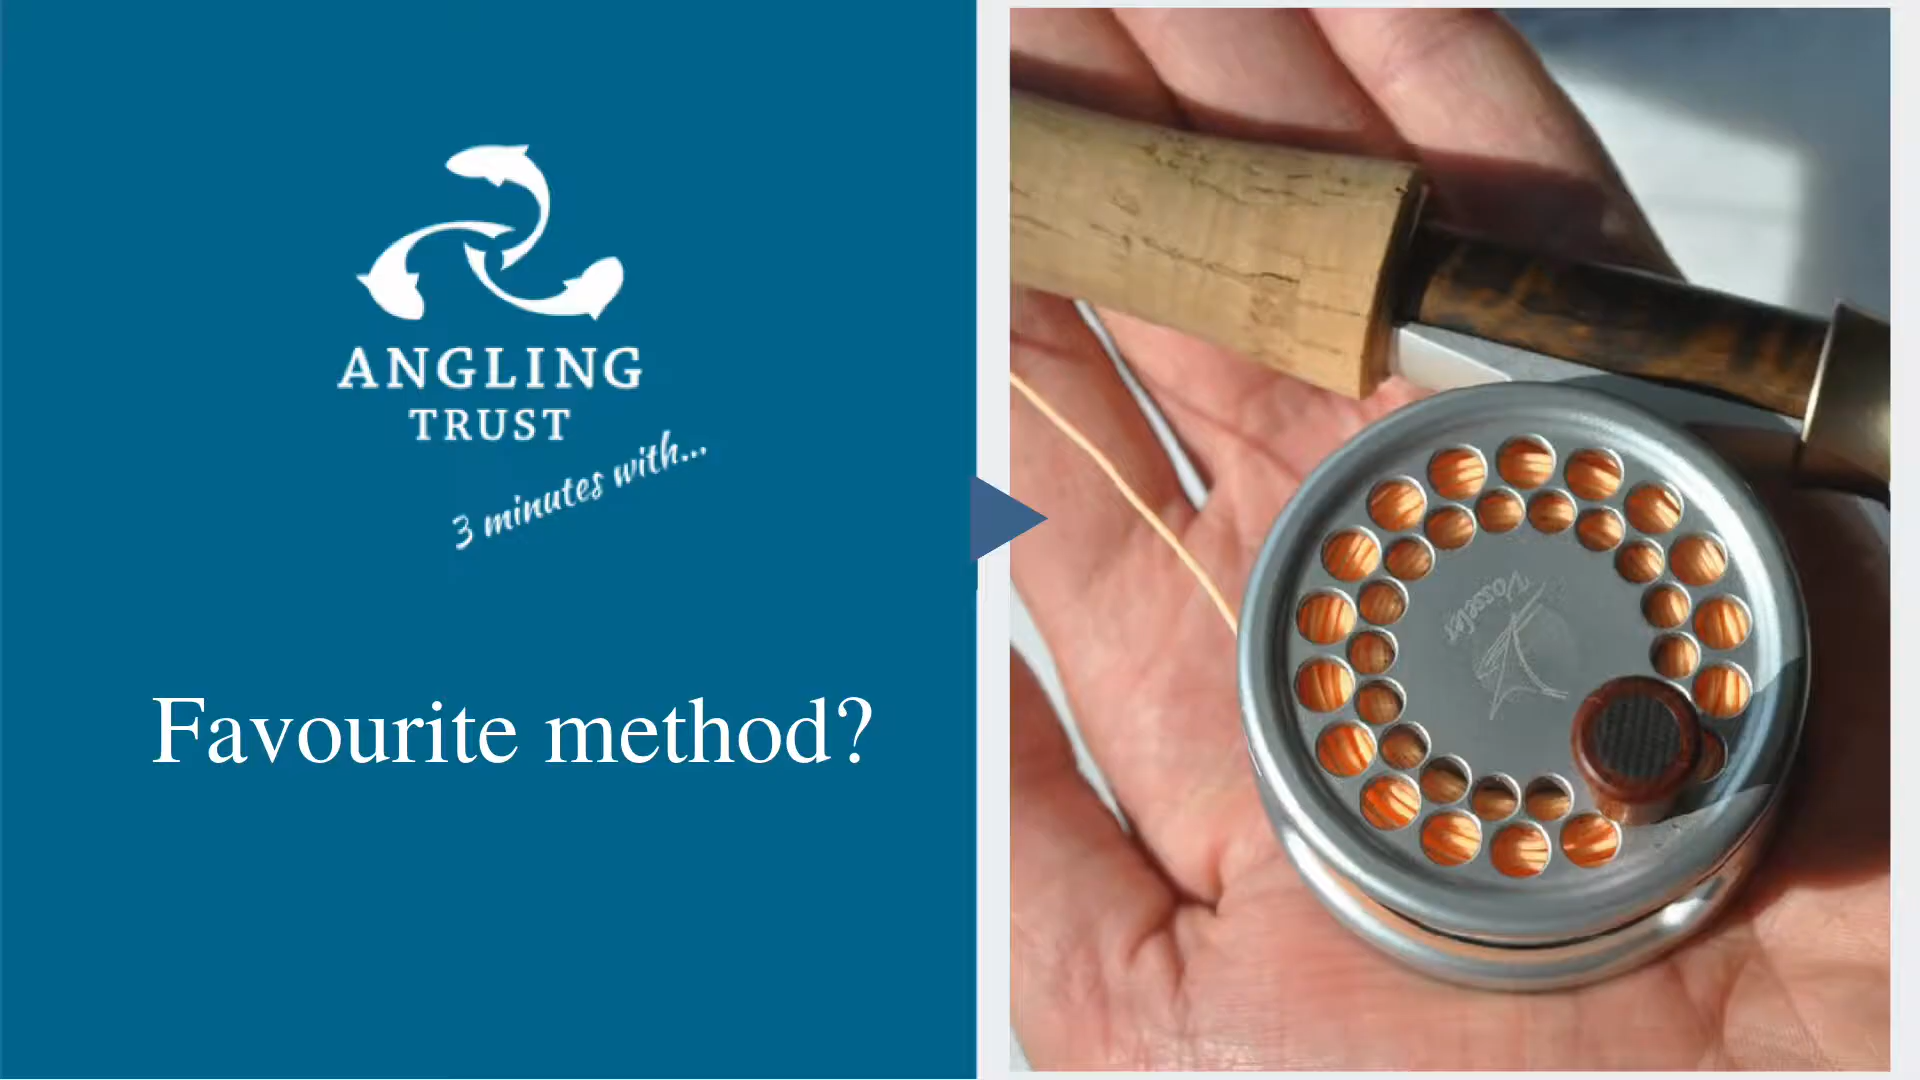 ANGLING
TRUST
3 minutes with...
Favourite method?
Vosseler